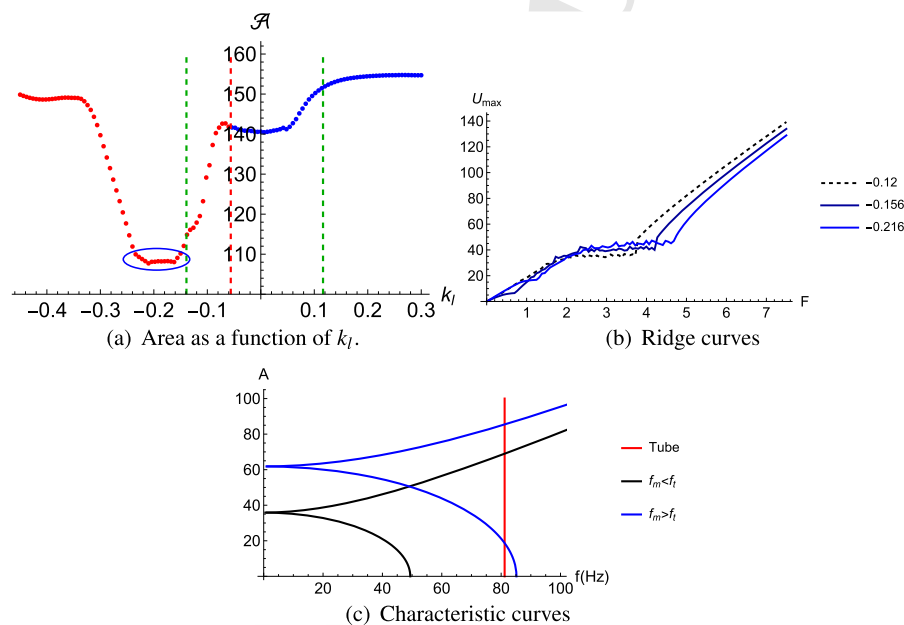 𝒜
160
150
140
130
120
110
−0.4 −0.3 −0.2 −0.1 0.1 0.2 0.3
k_l
(a) Area as a function of k_l.
U_max
140
120
100
80
60
40
20
1 2 3 4 5 6 7
F
−0.12
−0.156
−0.216
(b) Ridge curves
A
100
80
60
40
20
20 40 60 80 100
f(Hz)
Tube
f_m<f_t
f_m>f_t
(c) Characteristic curves